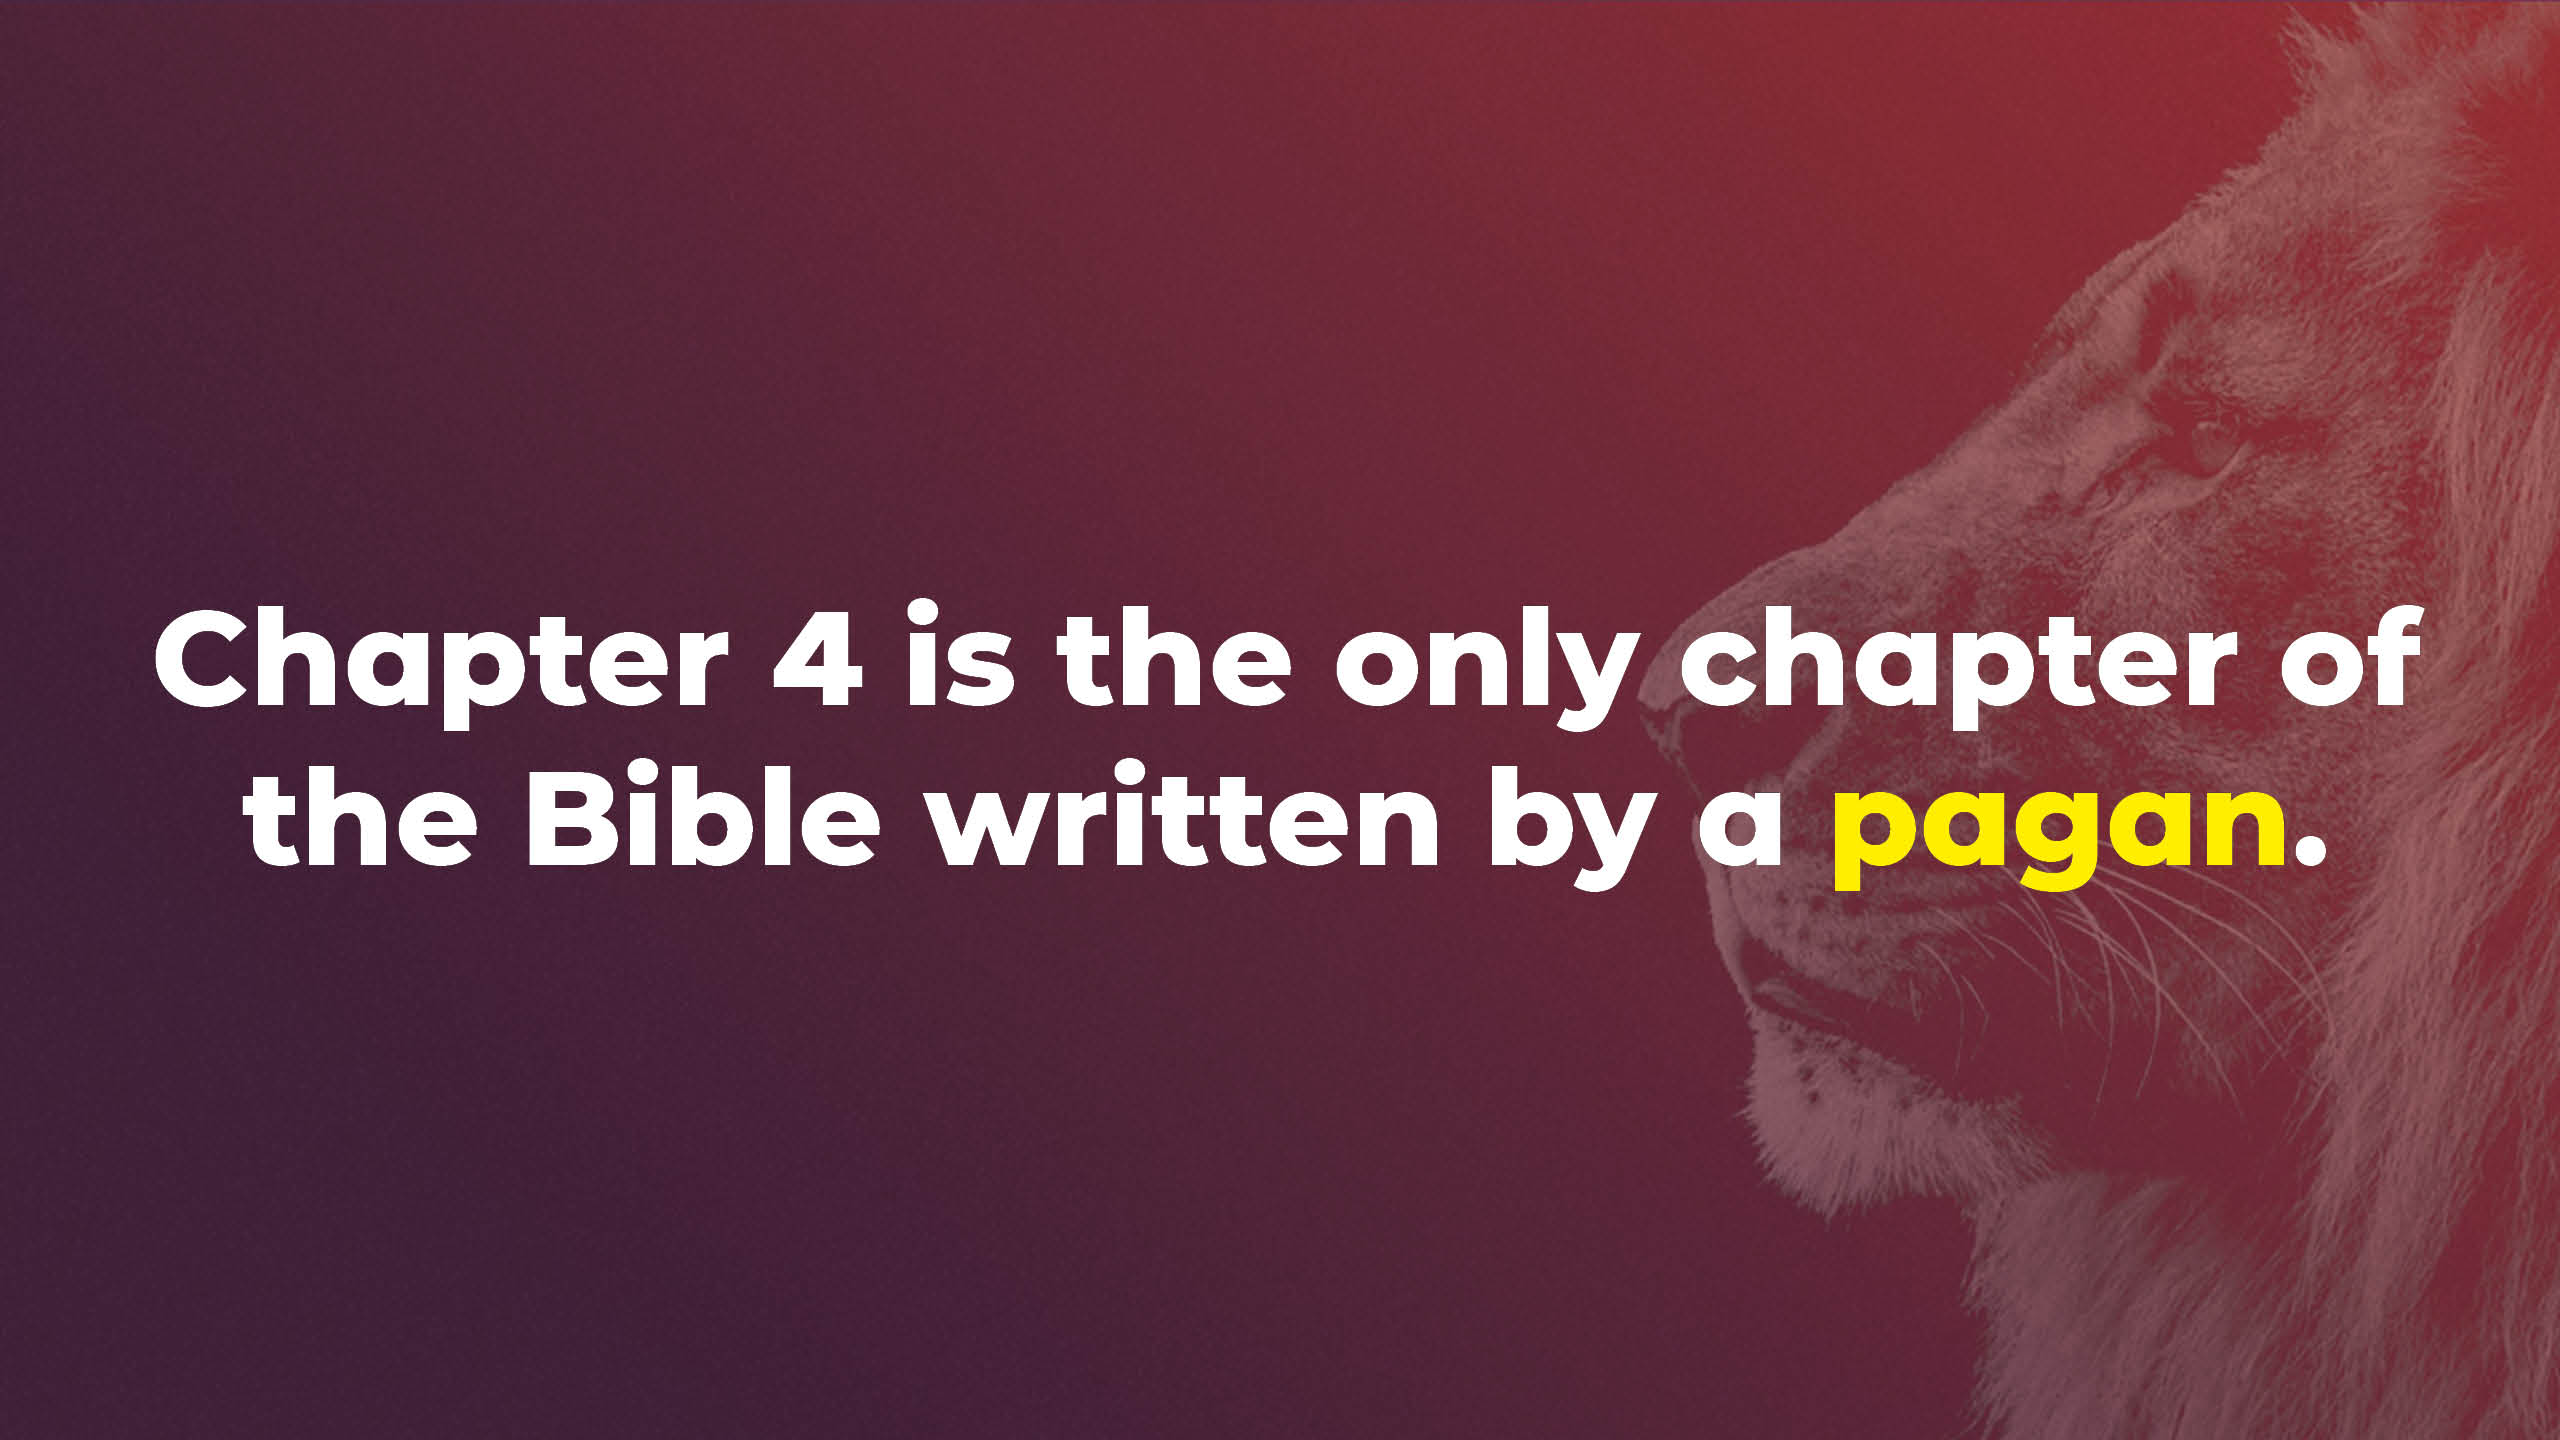 Chapter 4 is the only chapter of
the Bible written by a pagan.